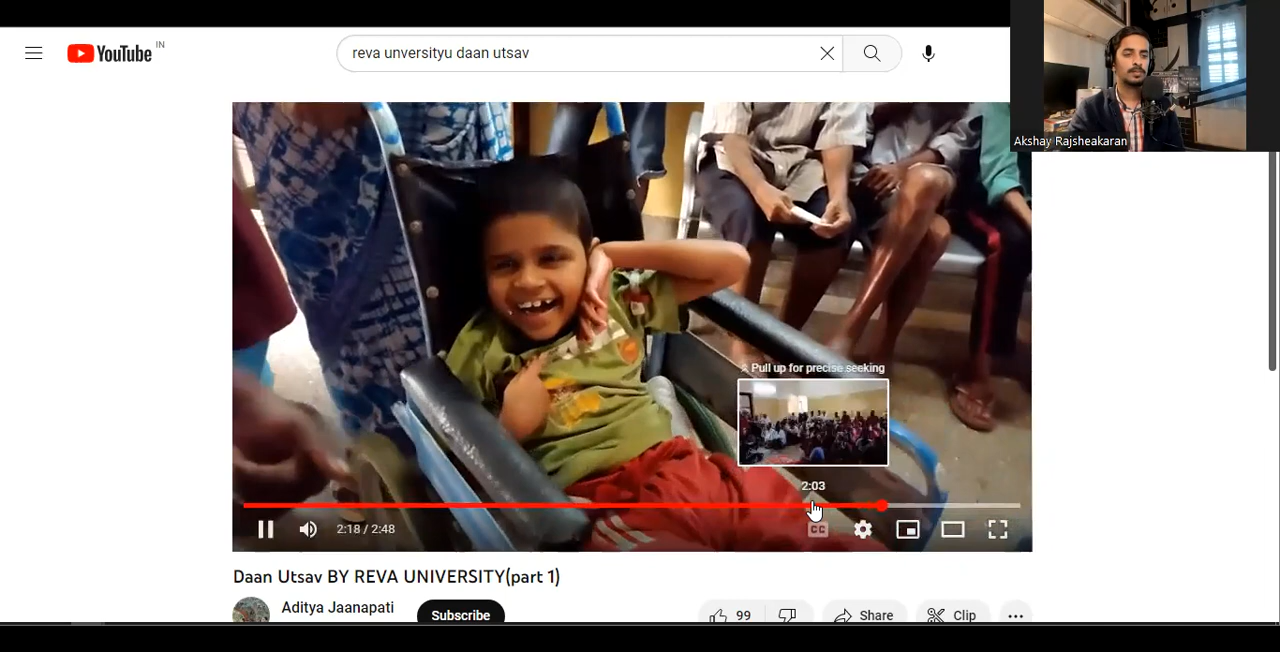 YouTube IN
reva unversityu daan utsav
Akshay Rajsheakaran
Pull up for precise seeking
2:03
2:18 / 2:48
CC
Daan Utsav BY REVA UNIVERSITY(part 1)
Aditya Jaanapati
Subscribe
99
Share
Clip